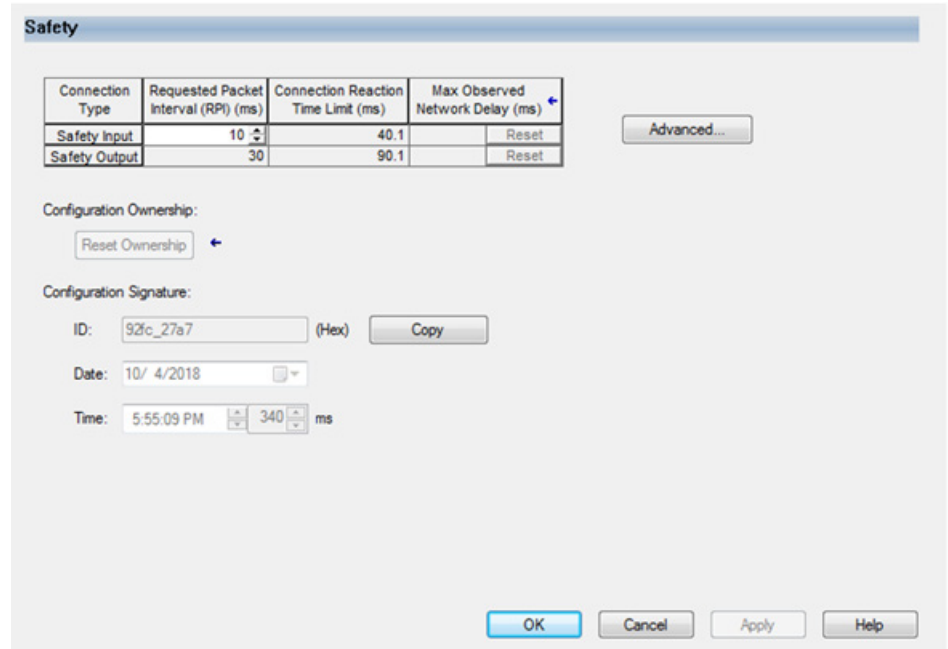 Safety
Connection Type Requested Packet Interval (RPI) (ms) Connection Reaction Time Limit (ms) Max Observed Network Delay (ms)
Safety Input 10 40.1 Reset
Safety Output 30 90.1 Reset
Advanced...
Configuration Ownership:
Reset Ownership
Configuration Signature:
ID: 92fc_27a7 (Hex) Copy
Date: 10/ 4/2018
Time: 5:55:09 PM 340 ms
OK Cancel Apply Help